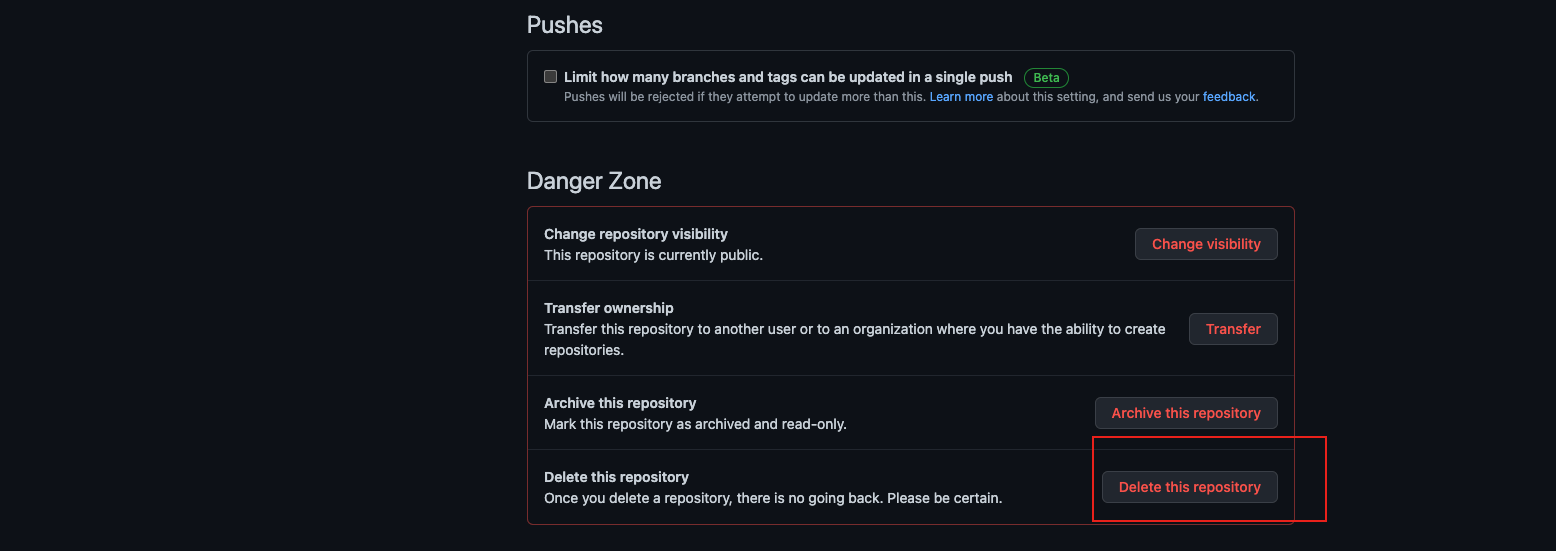 Pushes
Limit how many branches and tags can be updated in a single push Beta
Pushes will be rejected if they attempt to update more than this. Learn more about this setting, and send us your feedback.
Danger Zone
Change repository visibility
This repository is currently public.
Change visibility
Transfer ownership
Transfer this repository to another user or to an organization where you have the ability to create
repositories.
Transfer
Archive this repository
Mark this repository as archived and read-only.
Archive this repository
Delete this repository
Once you delete a repository, there is no going back. Please be certain.
Delete this repository